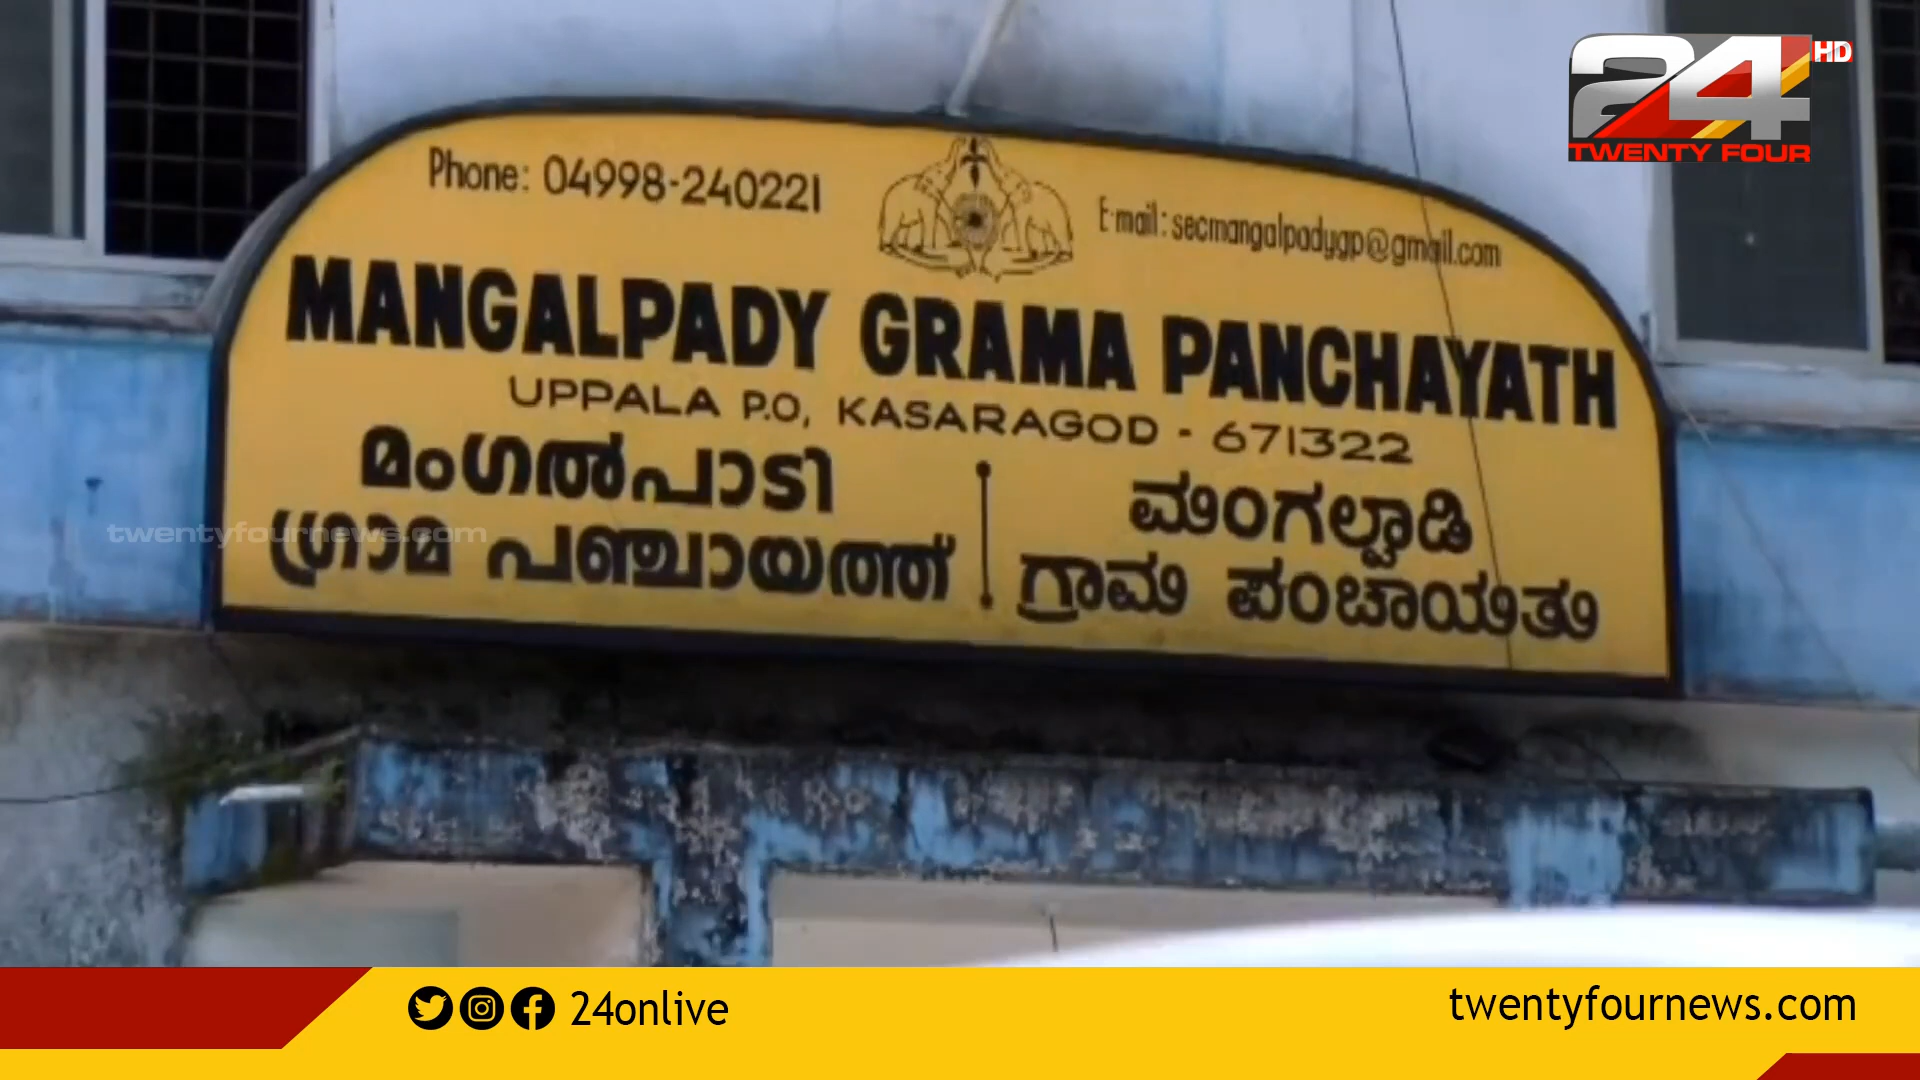 24 HD
TWENTY FOUR
Phone: 04998-240221
E-mail: secmangalpadygp@gmail.com
MANGALPADY GRAMA PANCHAYATH
UPPALA P.O, KASARAGOD - 671322
മംഗൽപാടി
ഗ്രാമ പഞ്ചായത്ത്
ಮಂಗಲ್ಪಾಡಿ
ಗ್ರಾಮ ಪಂಚಾಯತು
twentyfournews.com
24onlive
twentyfournews.com